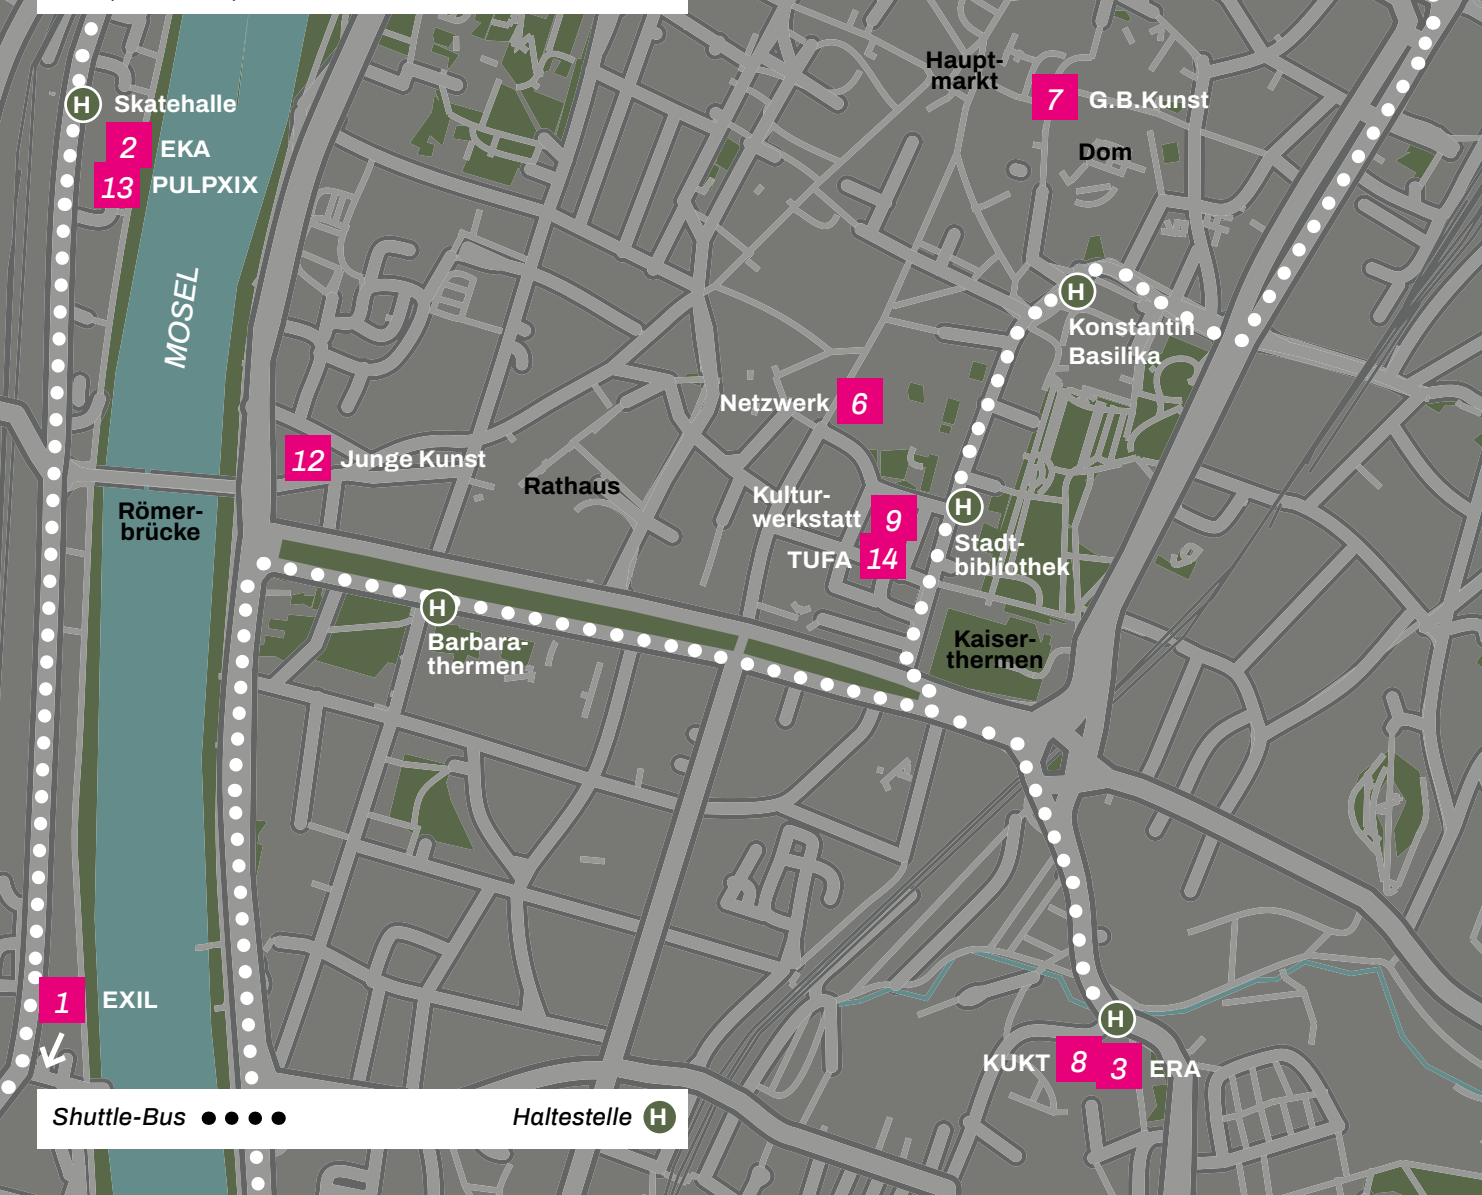 Haupt-
markt
7 G.B.Kunst
H Skatehalle
2 EKA
Dom
13 PULPXIX
MOSEL
H
Konstantin
Basilika
Netzwerk 6
12 Junge Kunst
Rathaus
Kultur-
werkstatt 9
H
Römer-
brücke
Stadt-
bibliothek
TUFA 14
H
Barbara-
thermen
Kaiser-
thermen
1 EXIL
H
KUKT 8 3 ERA
Shuttle-Bus
Haltestelle H